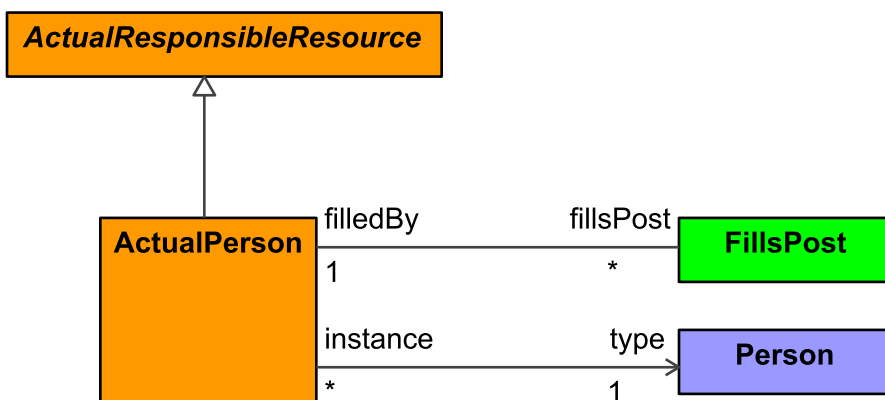 ActualResponsibleResource
filledBy
fillsPost
ActualPerson
FillsPost
1
*
instance
type
Person
*
1